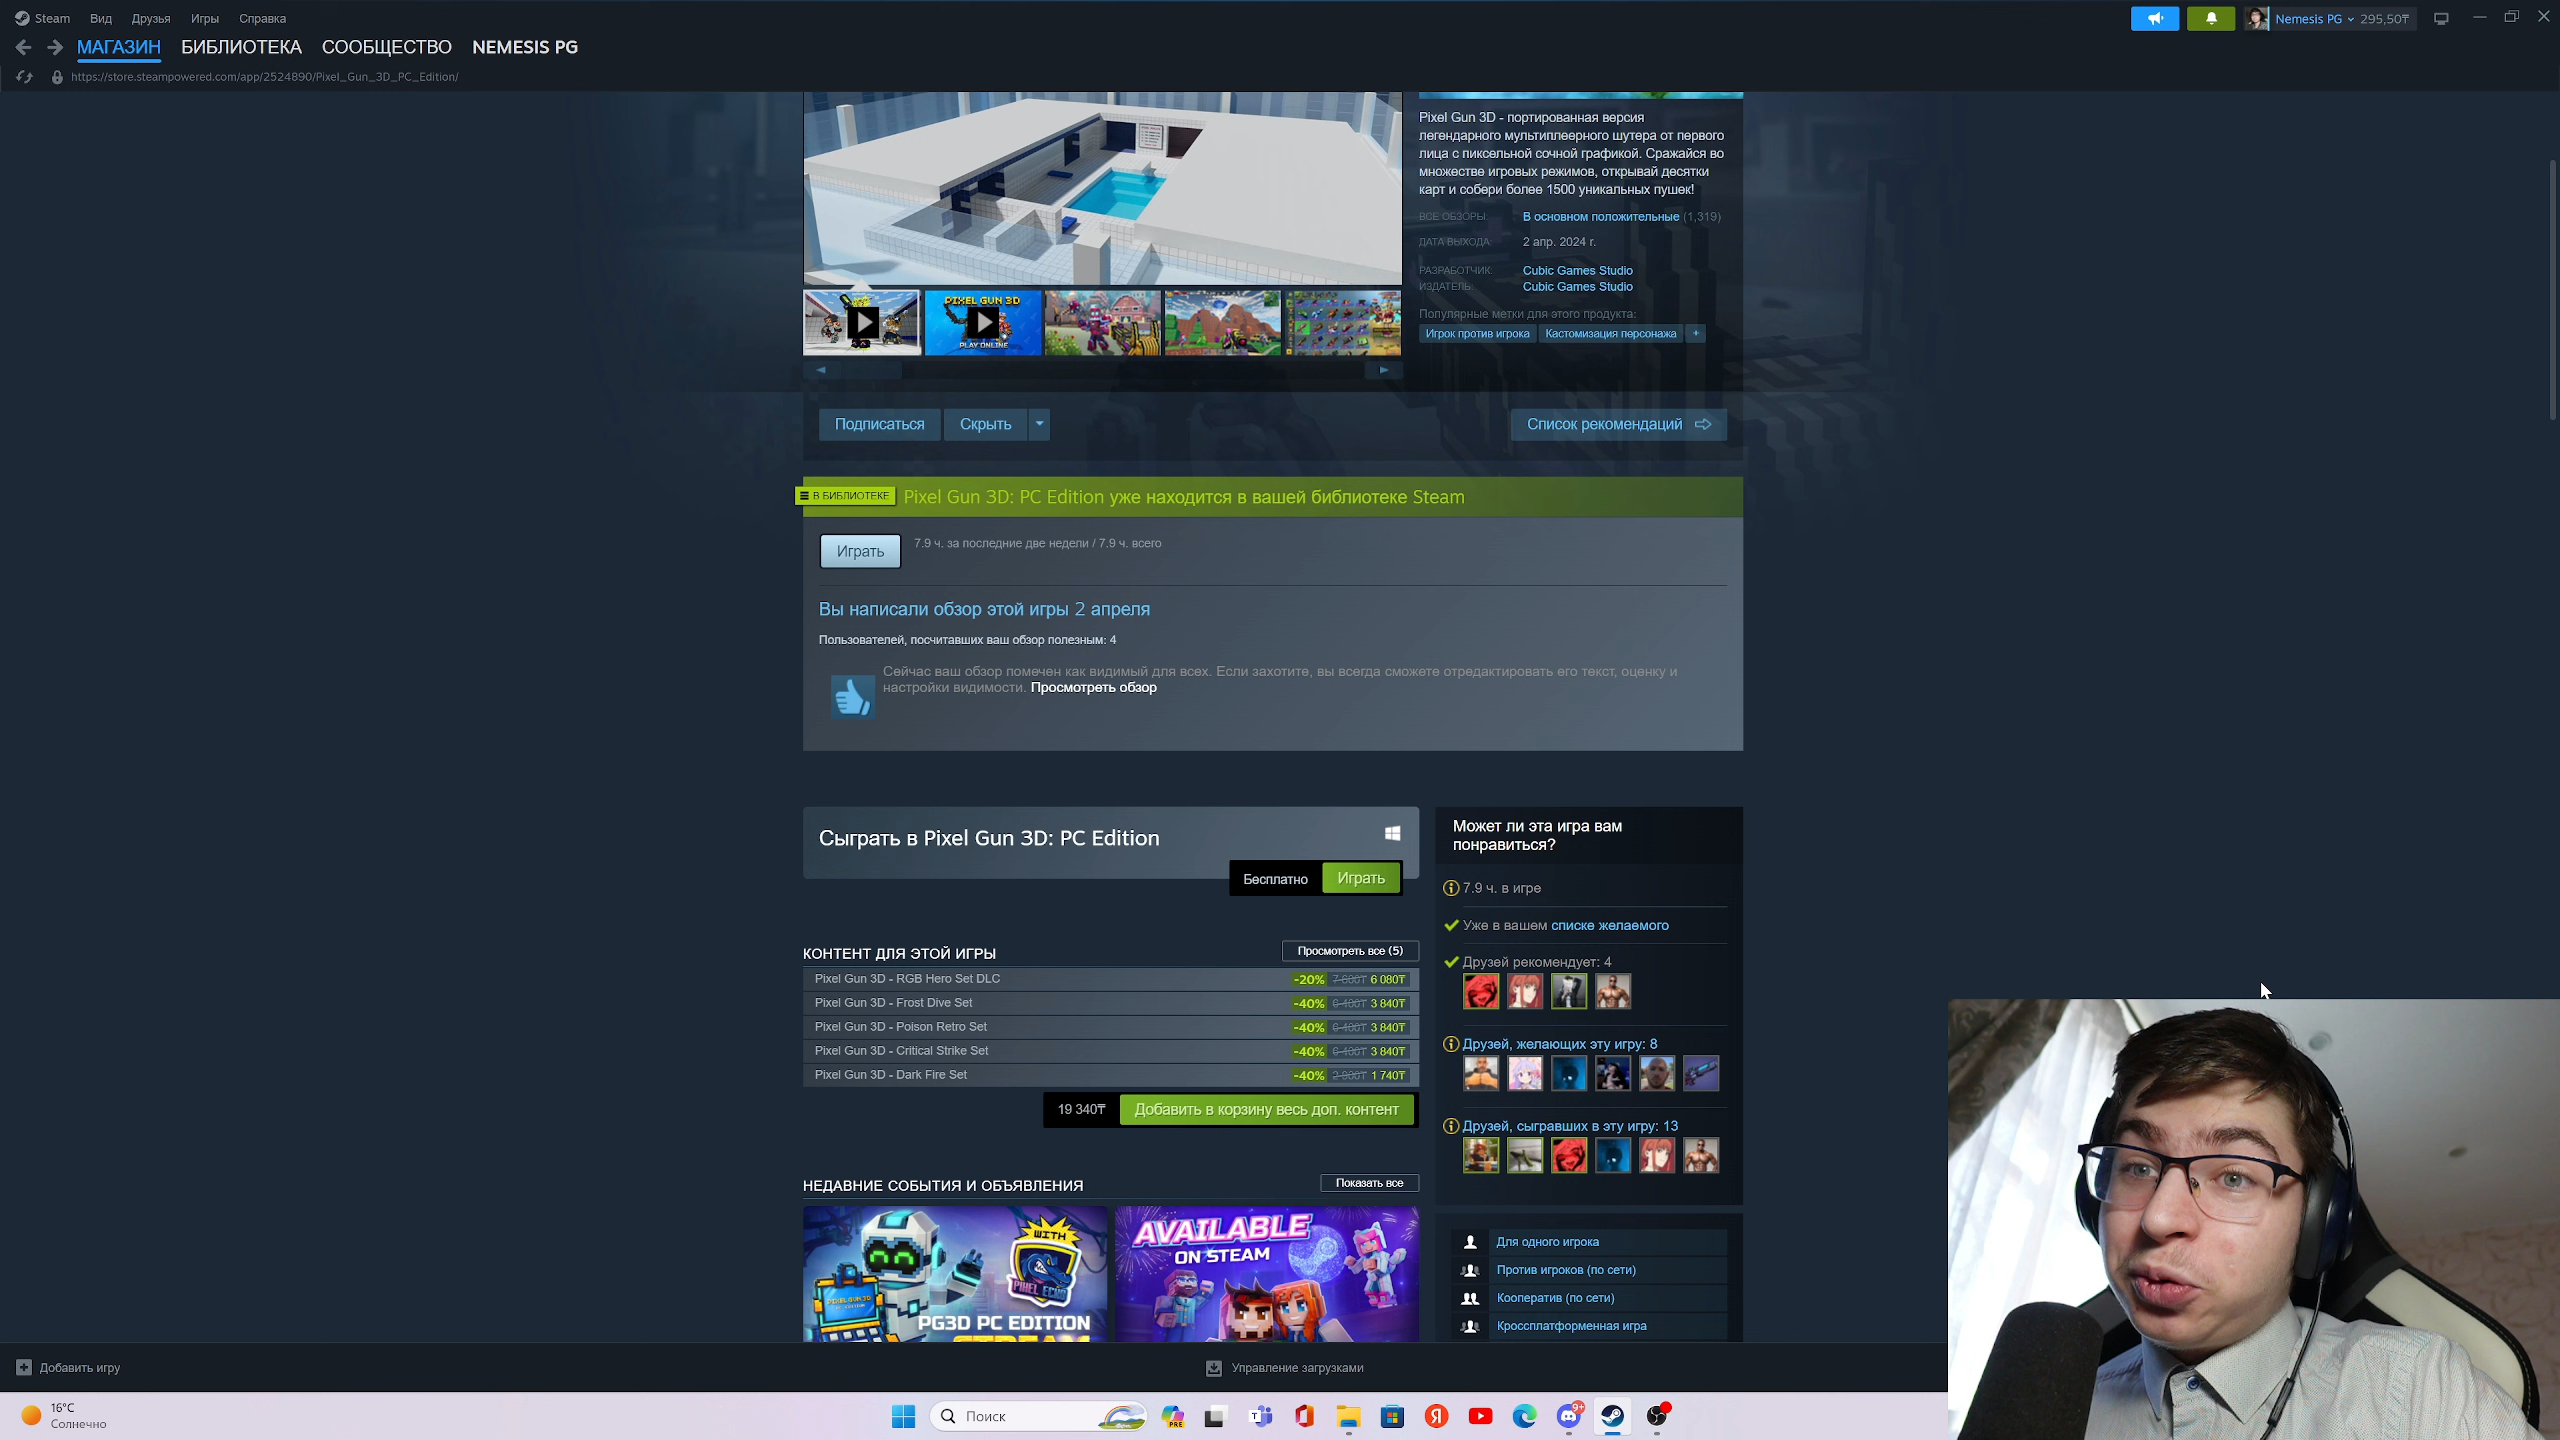 Steam Вид Друзья Игры Справка
Nemesis PG 295,50₸
МАГАЗИН БИБЛИОТЕКА СООБЩЕСТВО NEMESIS PG
https://store.steampowered.com/app/2524890/Pixel_Gun_3D_PC_Edition/
Pixel Gun 3D - портированная версия
легендарного мультиплеерного шутера от первого
лица с пиксельной сочной графикой. Сражайся во
множестве игровых режимов, открывай десятки
карт и собери более 1500 уникальных пушек!
ВСЕ ОБЗОРЫ: В основном положительные (1,319)
ДАТА ВЫХОДА: 2 апр. 2024 г.
РАЗРАБОТЧИК: Cubic Games Studio
ИЗДАТЕЛЬ: Cubic Games Studio
Популярные метки для этого продукта:
Игрок против игрока Кастомизация персонажа +
PIXEL GUN 3D
PLAY ONLINE
Подписаться Скрыть Список рекомендаций
В БИБЛИОТЕКЕ Pixel Gun 3D: PC Edition уже находится в вашей библиотеке Steam
Играть 7.9 ч. за последние две недели / 7.9 ч. всего
Вы написали обзор этой игры 2 апреля
Пользователей, посчитавших ваш обзор полезным: 4
Сейчас ваш обзор помечен как видимый для всех. Если захотите, вы всегда сможете отредактировать его текст, оценку и
настройки видимости. Просмотреть обзор
Сыграть в Pixel Gun 3D: PC Edition
Бесплатно Играть
КОНТЕНТ ДЛЯ ЭТОЙ ИГРЫ Просмотреть все (5)
Pixel Gun 3D - RGB Hero Set DLC -20% 6 080₸
Pixel Gun 3D - Frost Dive Set -40% 3 840₸
Pixel Gun 3D - Poison Retro Set -40% 3 840₸
Pixel Gun 3D - Critical Strike Set -40% 3 840₸
Pixel Gun 3D - Dark Fire Set -40% 1 740₸
19 340₸ Добавить в корзину весь доп. контент
НЕДАВНИЕ СОБЫТИЯ И ОБЪЯВЛЕНИЯ Показать все
WITH
PIXEL ECHO
PIXEL GUN 3D
PG3D PC EDITION
STREAM
AVAILABLE
ON STEAM
Может ли эта игра вам
понравиться?
7.9 ч. в игре
Уже в вашем списке желаемого
Друзей рекомендует: 4
Друзей, желающих эту игру: 8
Друзей, сыгравших в эту игру: 13
Для одного игрока
Против игроков (по сети)
Кооператив (по сети)
Кроссплатформенная игра
Добавить игру
Управление загрузками
16°C
Солнечно
Поиск
PRE
Я
9+